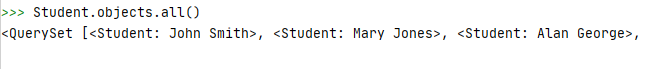 >>> Student.objects.all()
<QuerySet [<Student: John Smith>, <Student: Mary Jones>, <Student: Alan George>,